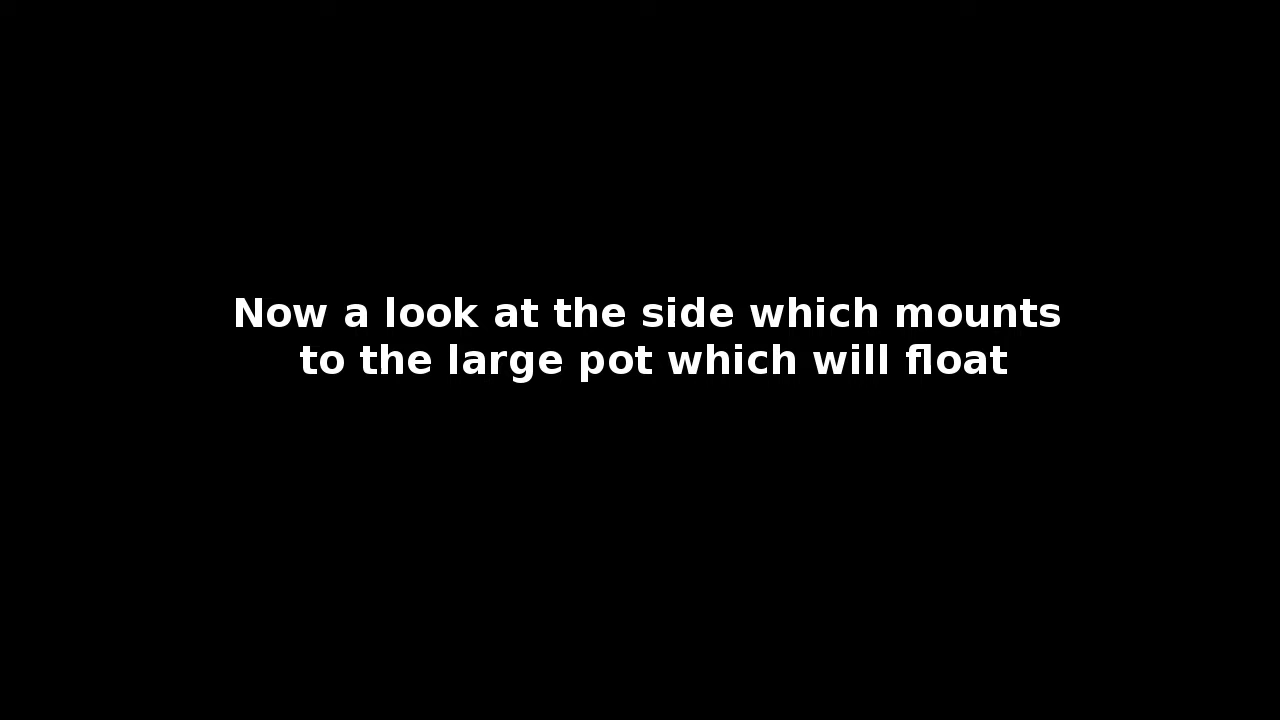 Now a look at the side which mounts
to the large pot which will float